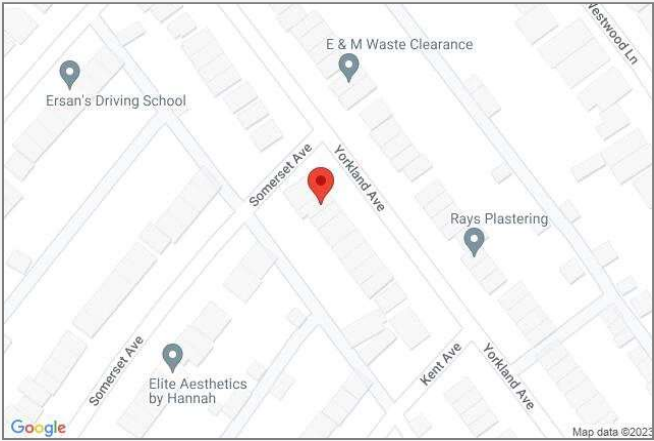 Westwood Ln
E & M Waste Clearance
Ersan's Driving School
Somerset Ave
Yorkland Ave
Rays Plastering
Somerset Ave
Kent Ave
Yorkland Ave
Elite Aesthetics
by Hannah
Google
Map data ©2023